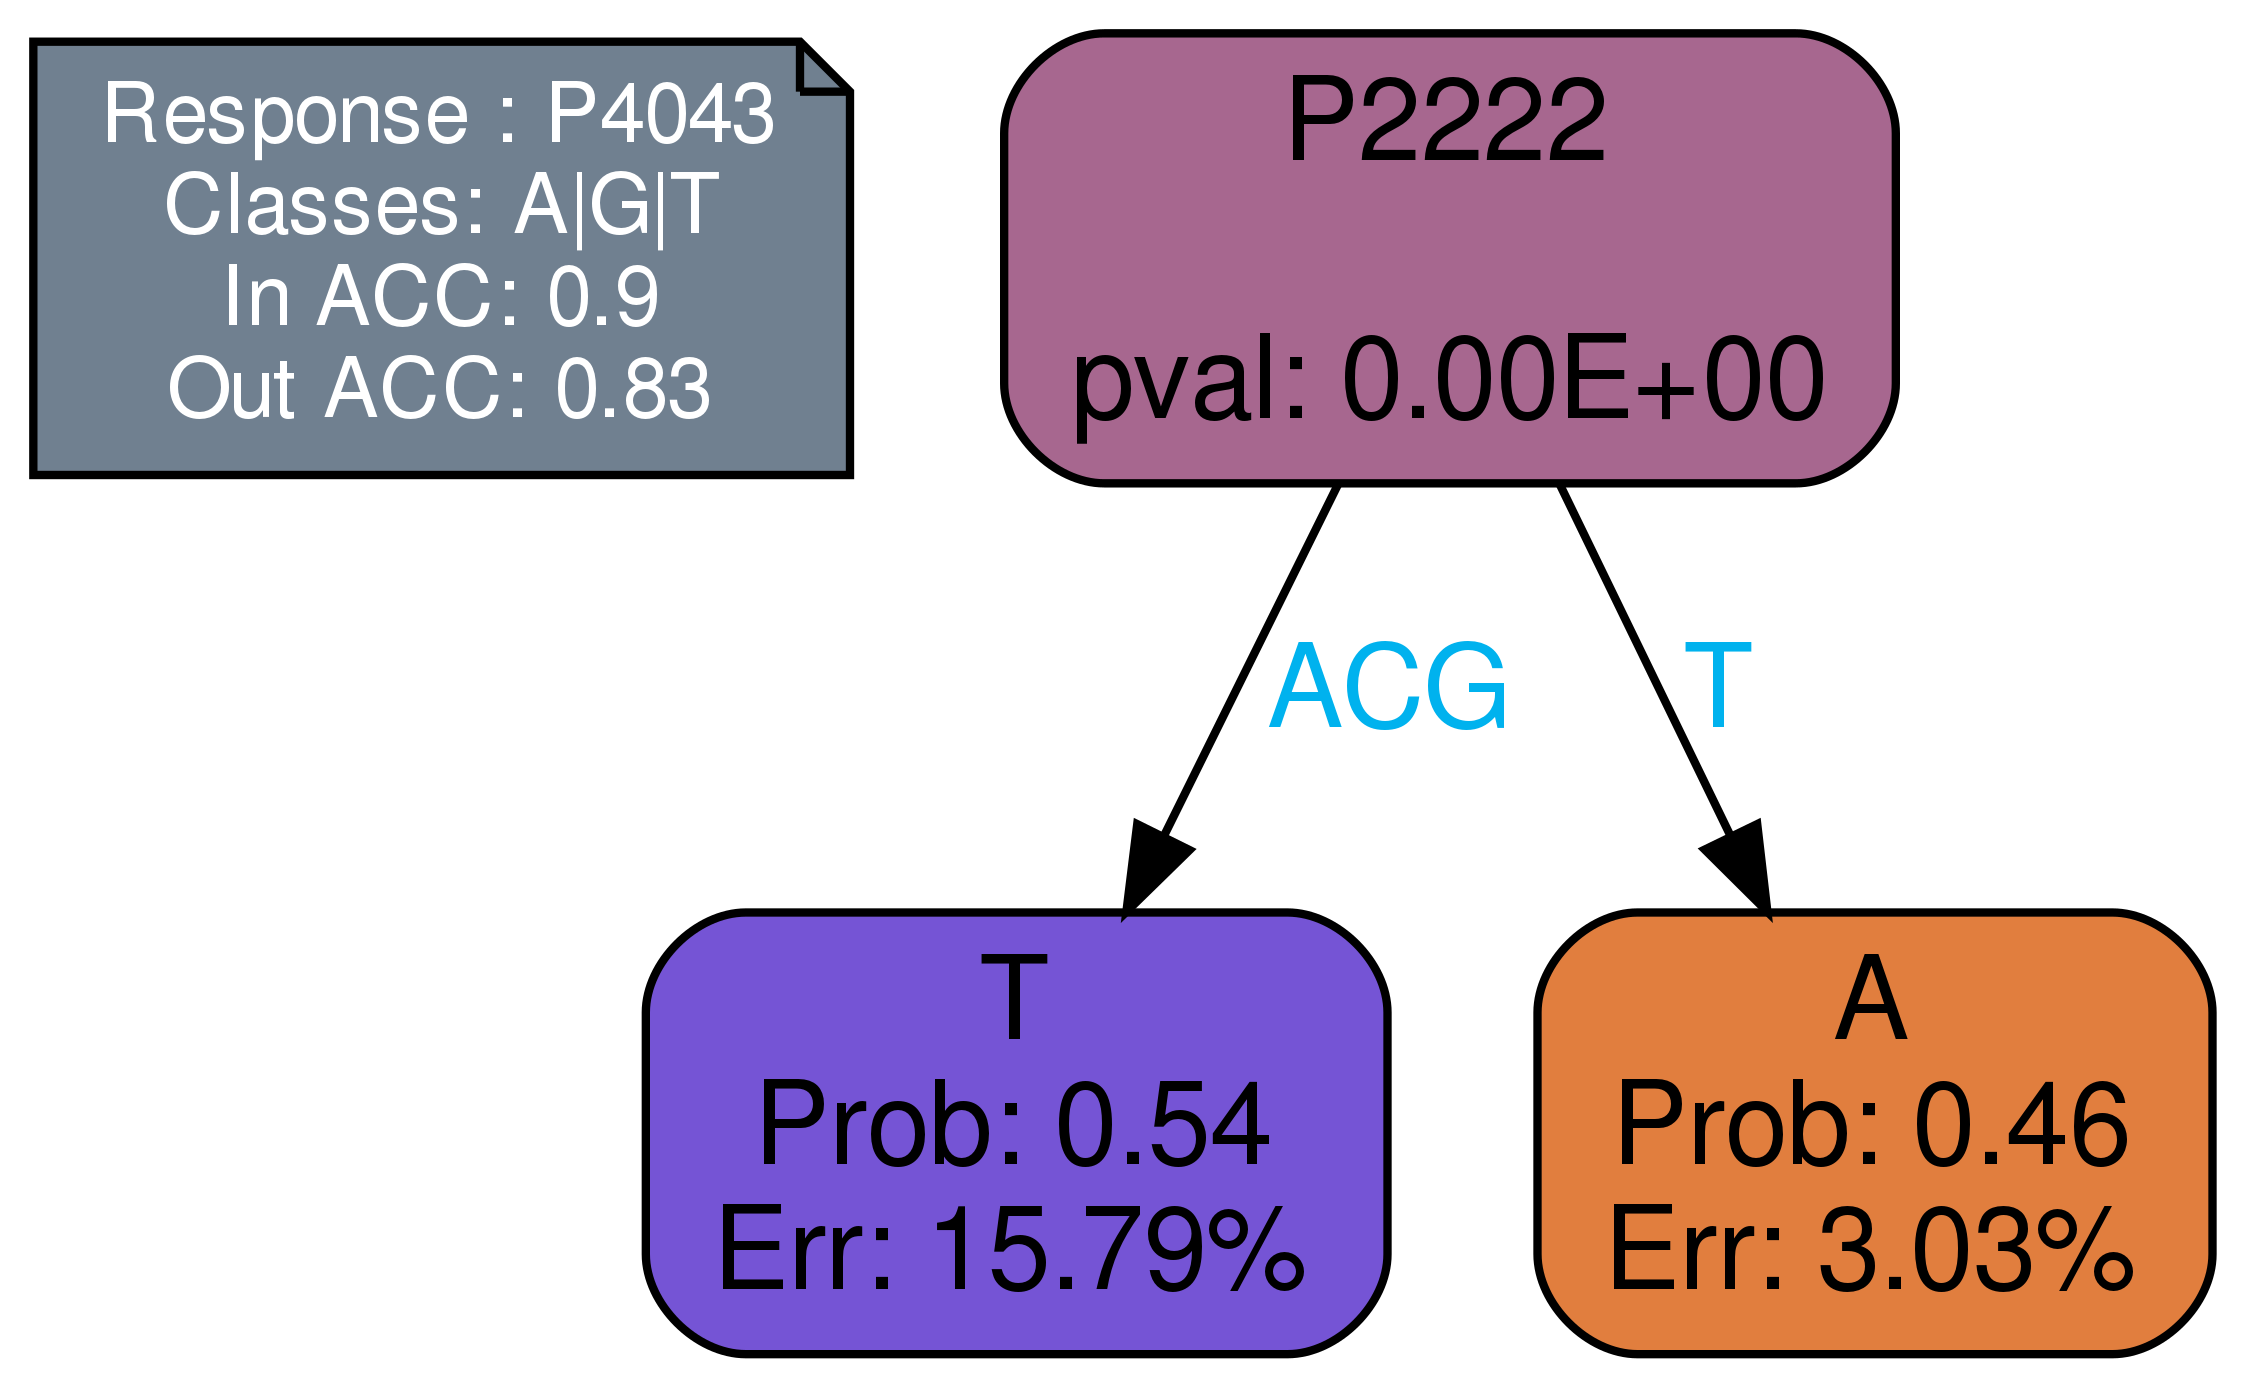 Response : P4043
Classes: A|G|T
In ACC: 0.9
Out ACC: 0.83
P2222
pval: 0.00E+00
ACG
T
T
Prob: 0.54
Err: 15.79%
A
Prob: 0.46
Err: 3.03%